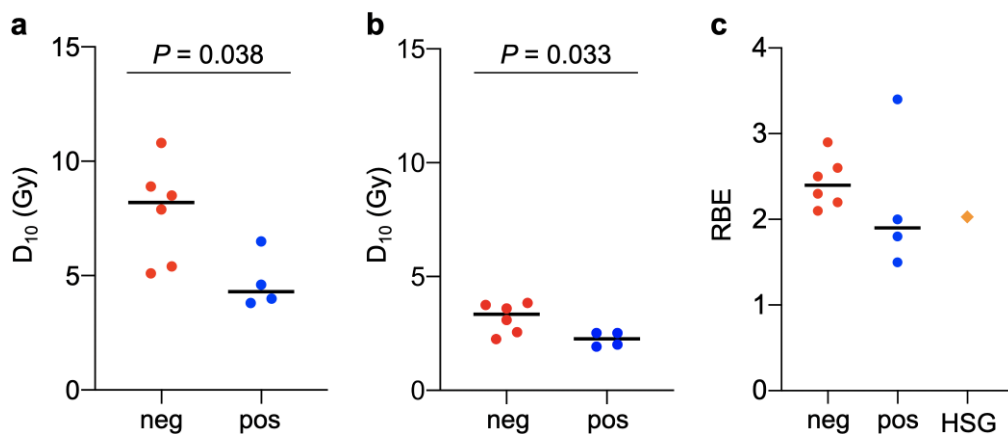 a
P = 0.038
15
10
5
0
D₁₀ (Gy)
neg pos
b
P = 0.033
15
10
5
0
D₁₀ (Gy)
neg pos
c
4
3
2
1
0
RBE
neg pos HSG